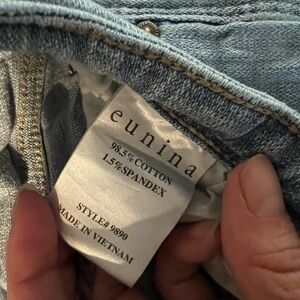 eunina
98.5%COTTON
1.5%SPANDEX
STYLE# 9890
MADE IN VIETNAM